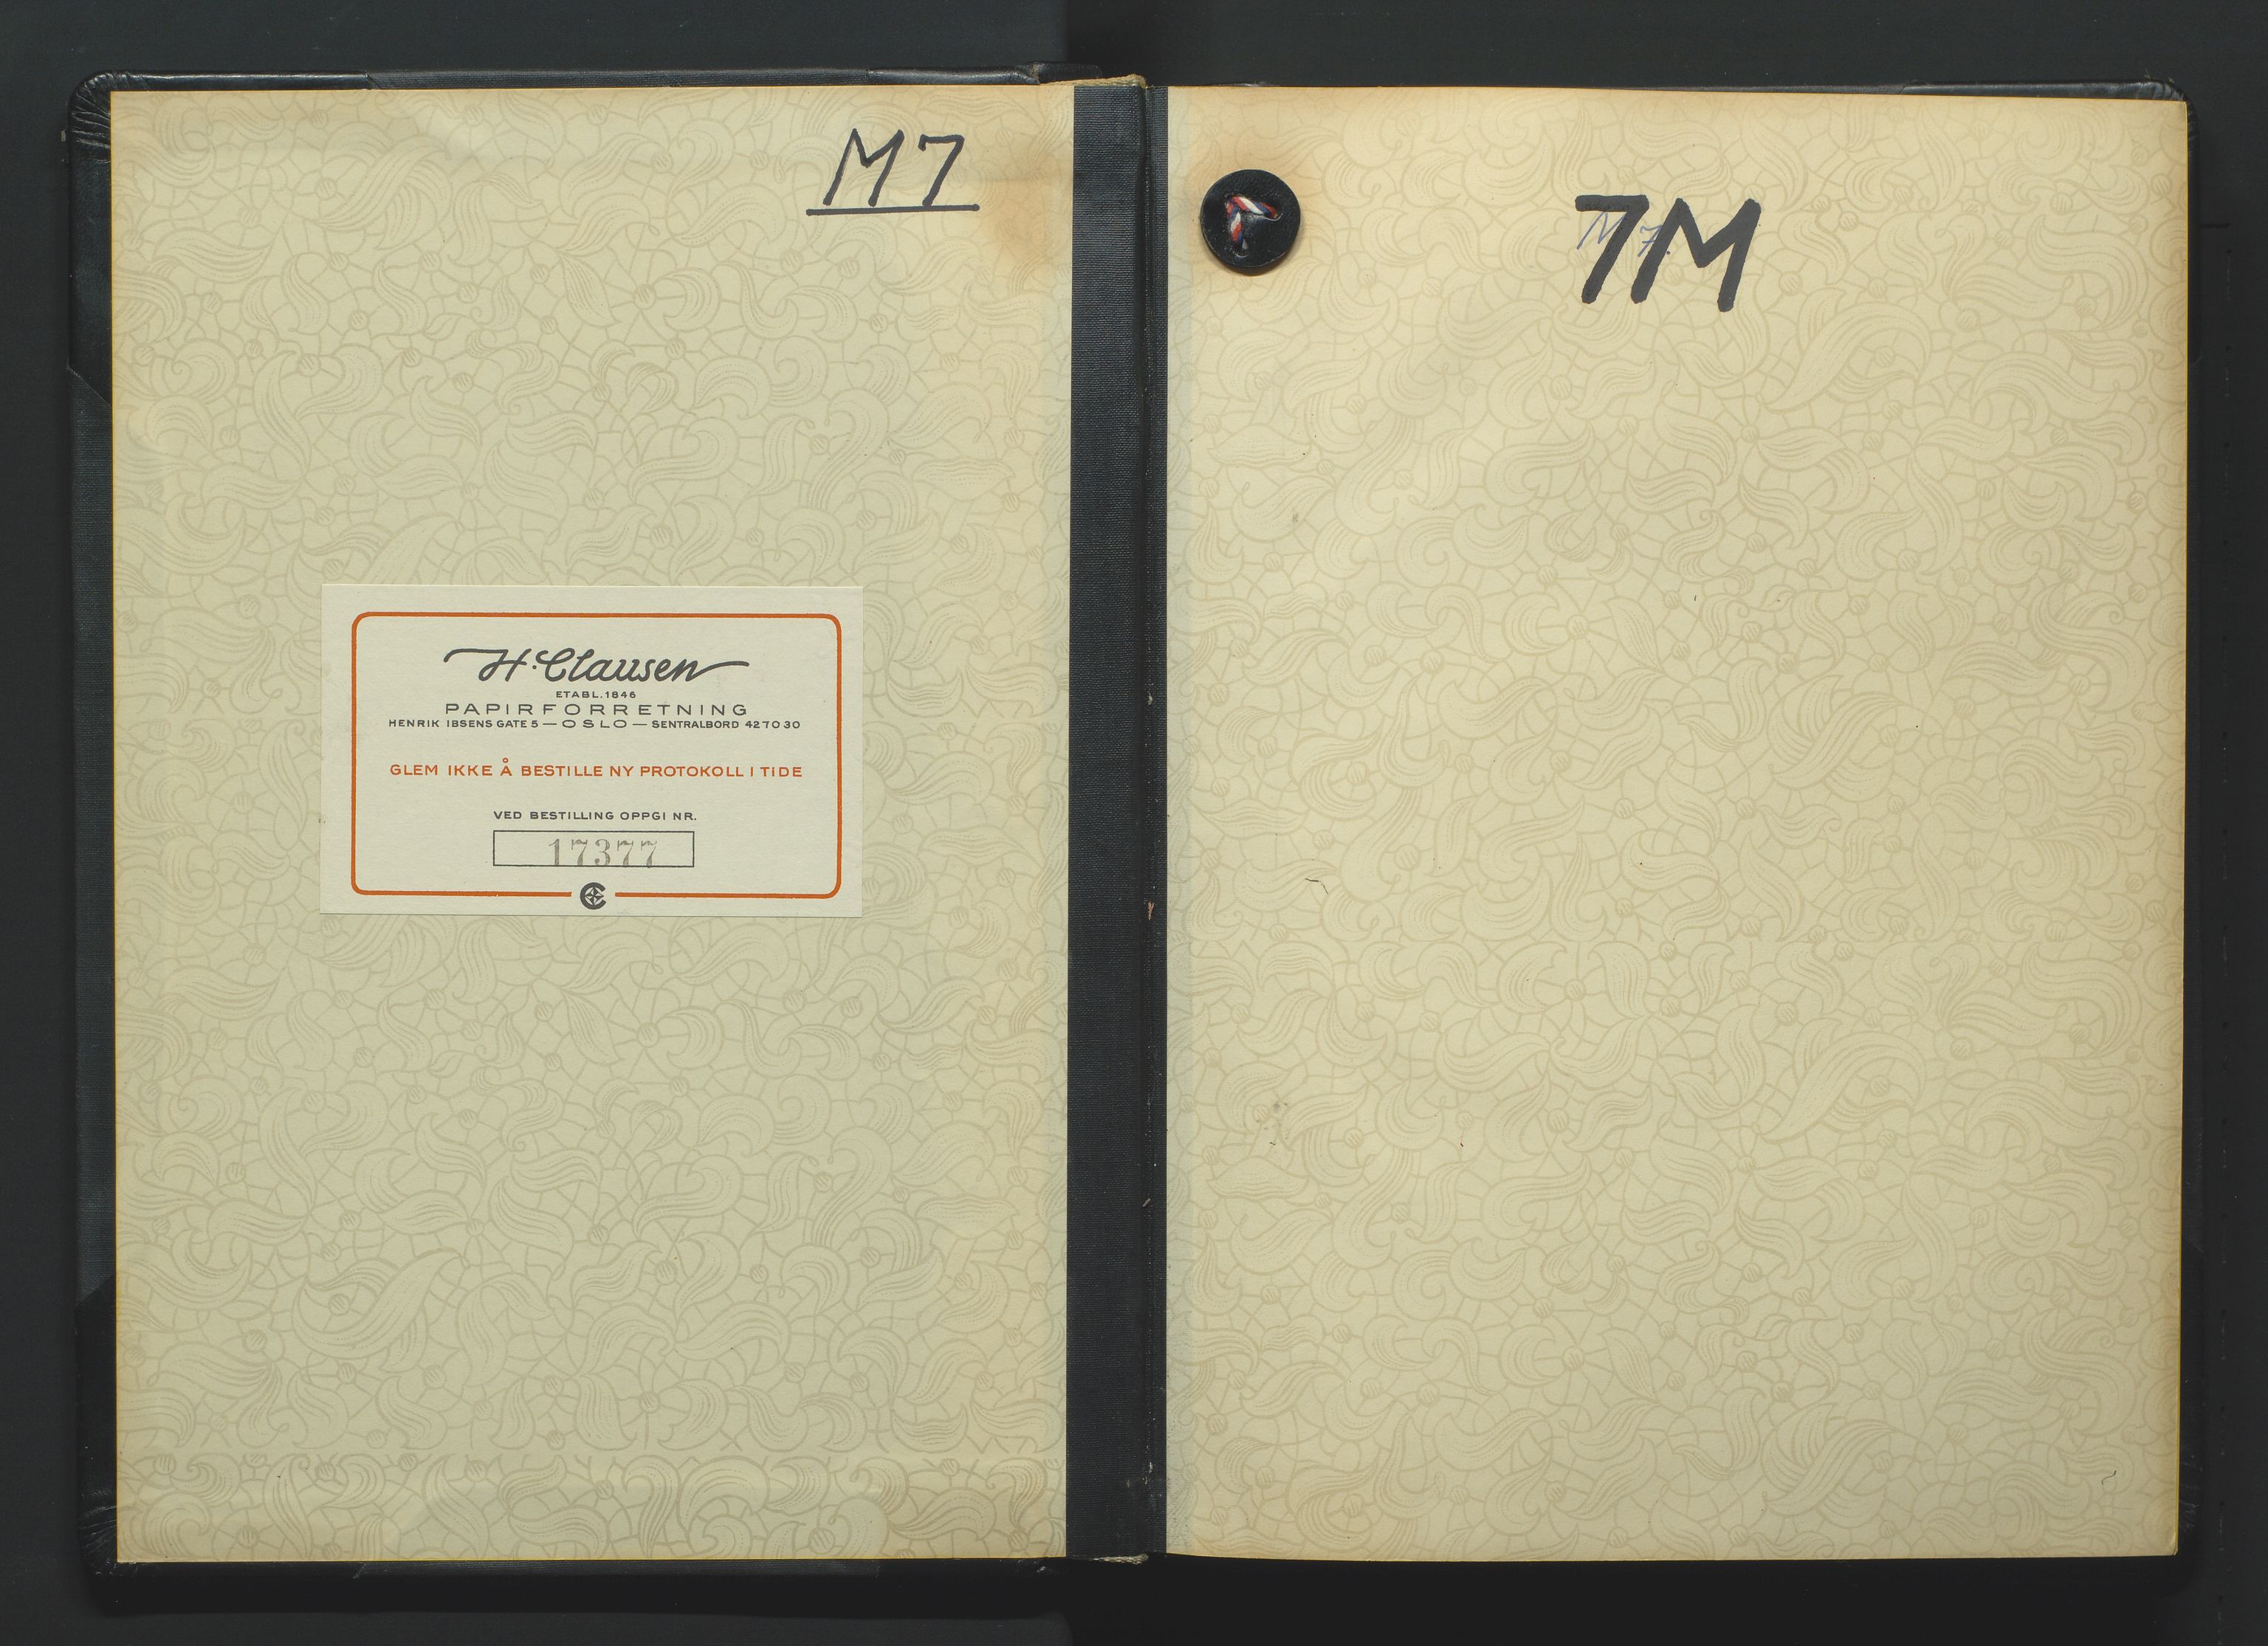 M7
H. Clausen
ETABL. 1846
PAPIRFORRETNING
HENRIK IBSENS GATE 5 — OSLO — SENTRALBORD 42 70 30
GLEM IKKE Å BESTILLE NY PROTOKOLL I TIDE
VED BESTILLING OPPGI NR.
17377
7M
M 7.